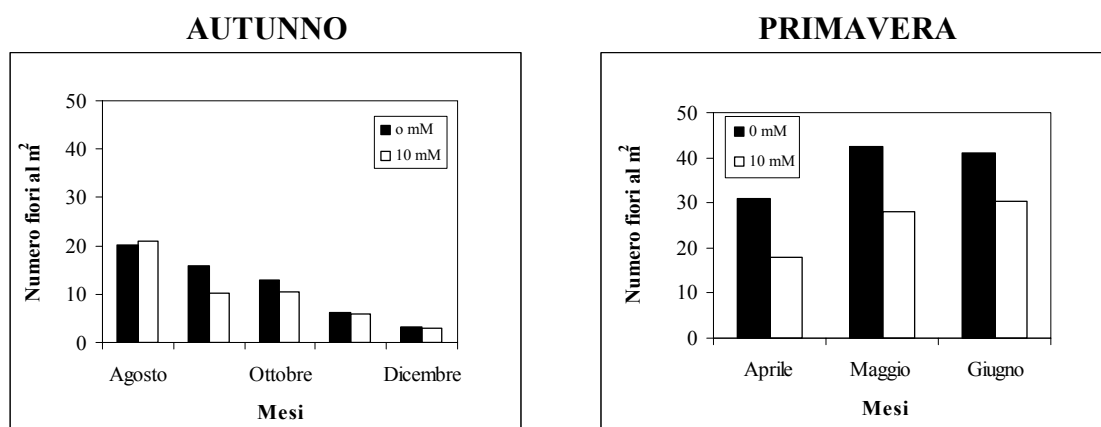 AUTUNNO
Numero fiori al m²
50
40
30
20
10
0
o mM
10 mM
Agosto Ottobre Dicembre
Mesi
PRIMAVERA
Numero fiori al m²
50
40
30
20
10
0
0 mM
10 mM
Aprile Maggio Giugno
Mesi